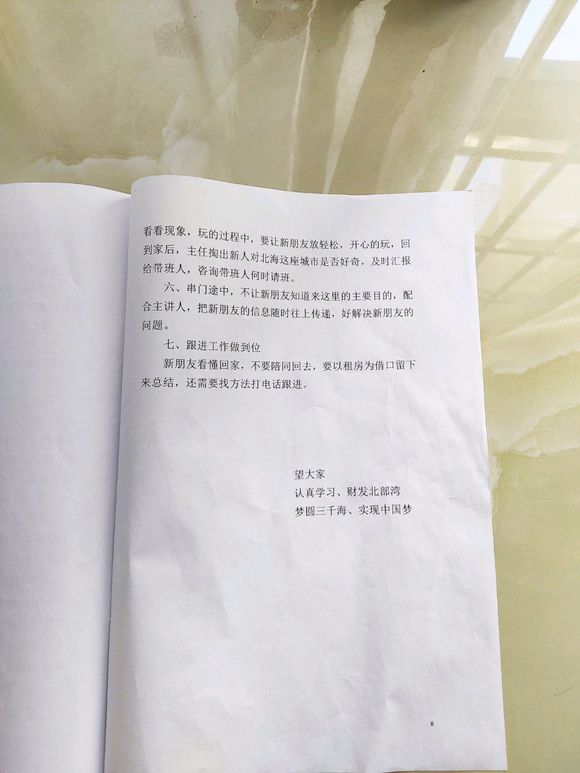 看看现象，玩的过程中，要让新朋友放轻松，开心的玩，回
到家后，主任掏出新人对北海这座城市是否好奇，及时汇报
给带班人，咨询带班人何时请班。
六、串门途中，不让新朋友知道来这里的主要目的，配
合主讲人，把新朋友的信息随时往上传递，好解决新朋友的
问题。
七、跟进工作做到位
新朋友看懂回家，不要陪同回去，要以租房为借口留下
来总结，还需要找方法打电话跟进。
望大家
认真学习、财发北部湾
梦圆三千海、实现中国梦
8